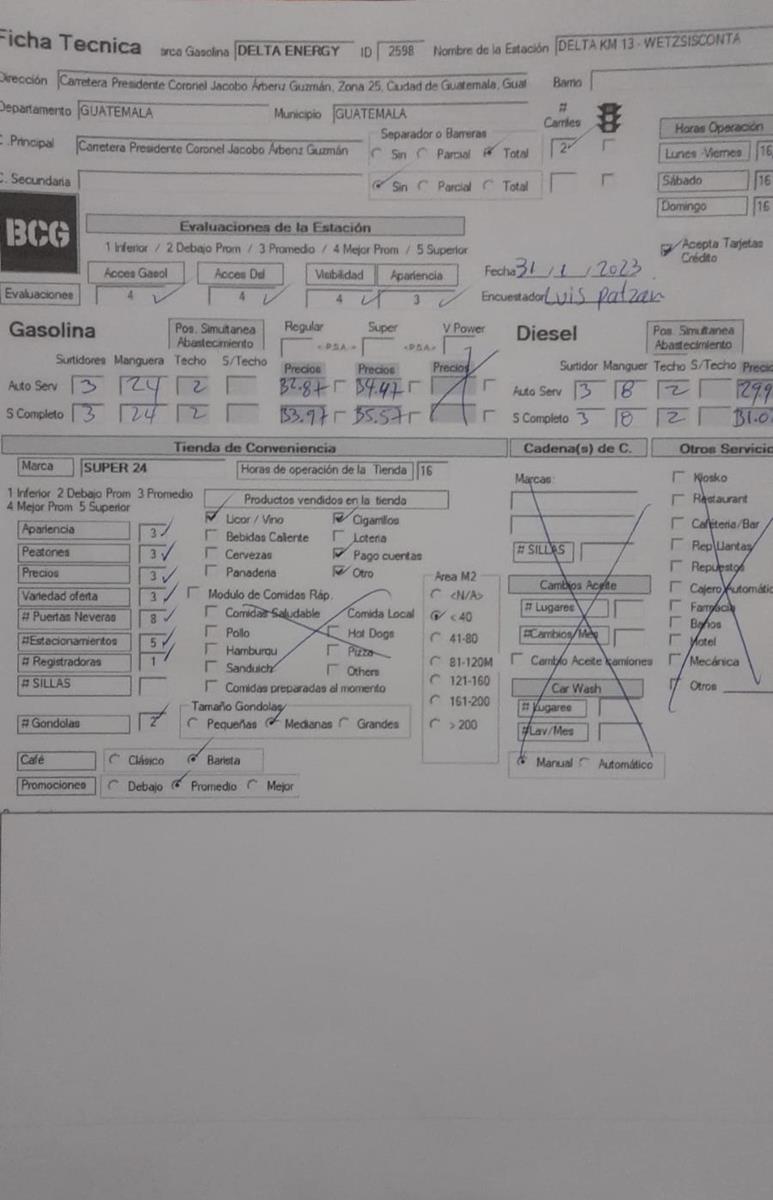 Ficha Tecnica arca Gasolina DELTA ENERGY ID 2598 Nombre de la Estación DELTA KM 13 - WETZSISCONTA
Dirección Carretera Presidente Coronel Jacobo Árbenz Guzmán, Zona 25, Ciudad de Guatemala, Guat Barrio
Departamento GUATEMALA Municipio GUATEMALA # Carriles
Separador o Barreras Horas Operación
C .Principal Carretera Presidente Coronel Jacobo Árbenz Guzmán Sin Parcial Total 2 Lunes -Viernes 16
C. Secundaria Sin Parcial Total Sábado 16
Domingo 16
BCG
Evaluaciones de la Estación
1 Inferior / 2 Debajo Prom / 3 Promedio / 4 Mejor Prom / 5 Superior Acepta Tarjetas Crédito
Acces Gasol Acces Dsl Visibilidad Apariencia Fecha 31/1/2023
Evaluaciones 4 4 4 3 Encuestador Luis Patzan
Gasolina Pos. Simultanea Abastecimiento Regular Super V Power Diesel Pos. Simultanea Abastecimiento
< P.S.A. > < P.S.A. >
Surtidores Manguera Techo S/Techo Precios Precios Precios Surtidor Manguer Techo S/Techo Precio
Auto Serv 3 24 2 32.87 34.47 Auto Serv 3 8 2 299
S Completo 3 24 2 33.97 35.57 S Completo 3 8 2 31.0
Tienda de Conveniencia Cadena(s) de C. Otros Servicio
Marca SUPER 24 Horas de operación de la Tienda 16 Marcas: Kiosko
1 Inferior 2 Debajo Prom 3 Promedio
4 Mejor Prom 5 Superior Productos vendidos en la tienda Restaurant
Apariencia 3 Licor / Vino Cigarrillos Cafeteria/Bar
Peatones 3 Bebidas Caliente Loteria # SILLAS Rep Llantas
Precios 3 Cervezas Pago cuentas Repuestos
Panaderia Otro Area M2 Cambios Aceite Cajero Automátic
Variedad oferta 3 Modulo de Comidas Ráp. <N/A> # Lugares Farmacia
# Puertas Neveras 8 Comidas Saludable Comida Local < 40 Baños
#Estacionamientos 5 Pollo Hot Dogs 41-80 #Cambios/Mes Motel
# Registradoras 1 Hamburqu Pizza 81-120M Cambio Aceite camiones Mecánica
# SILLAS Sanduich Others 121-160 Car Wash Otros
Comidas preparadas al momento 161-200 # Lugares
# Gondolas 2 Tamaño Gondolas Pequeñas Medianas Grandes > 200 #Lav/Mes
Café Clásico Barista Manual Automático
Promociones Debajo Promedio Mejor